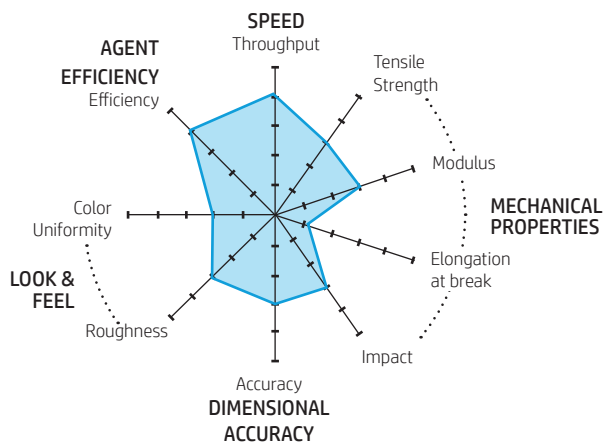 SPEED
Throughput
AGENT
EFFICIENCY
Efficiency
Tensile
Strength
Modulus
MECHANICAL
PROPERTIES
Elongation
at break
Impact
Accuracy
DIMENSIONAL
ACCURACY
Roughness
LOOK &
FEEL
Color
Uniformity